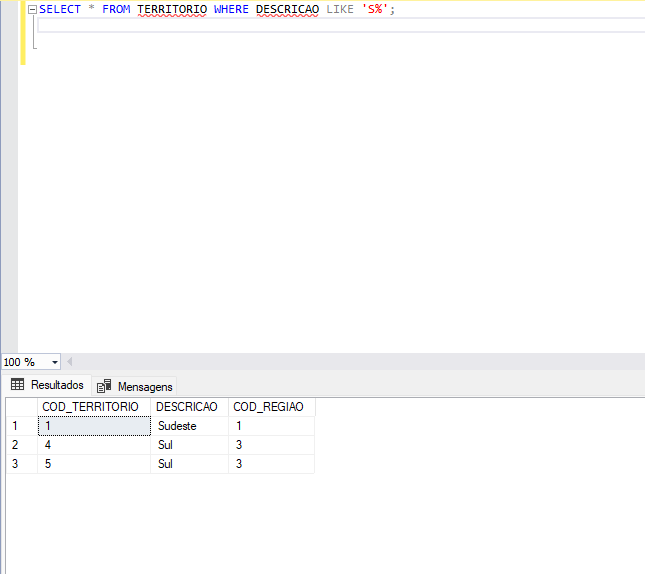 SELECT * FROM TERRITORIO WHERE DESCRICAO LIKE 'S%';
100 %
Resultados Mensagens
COD_TERRITORIO DESCRICAO COD_REGIAO
1 1 Sudeste 1
2 4 Sul 3
3 5 Sul 3